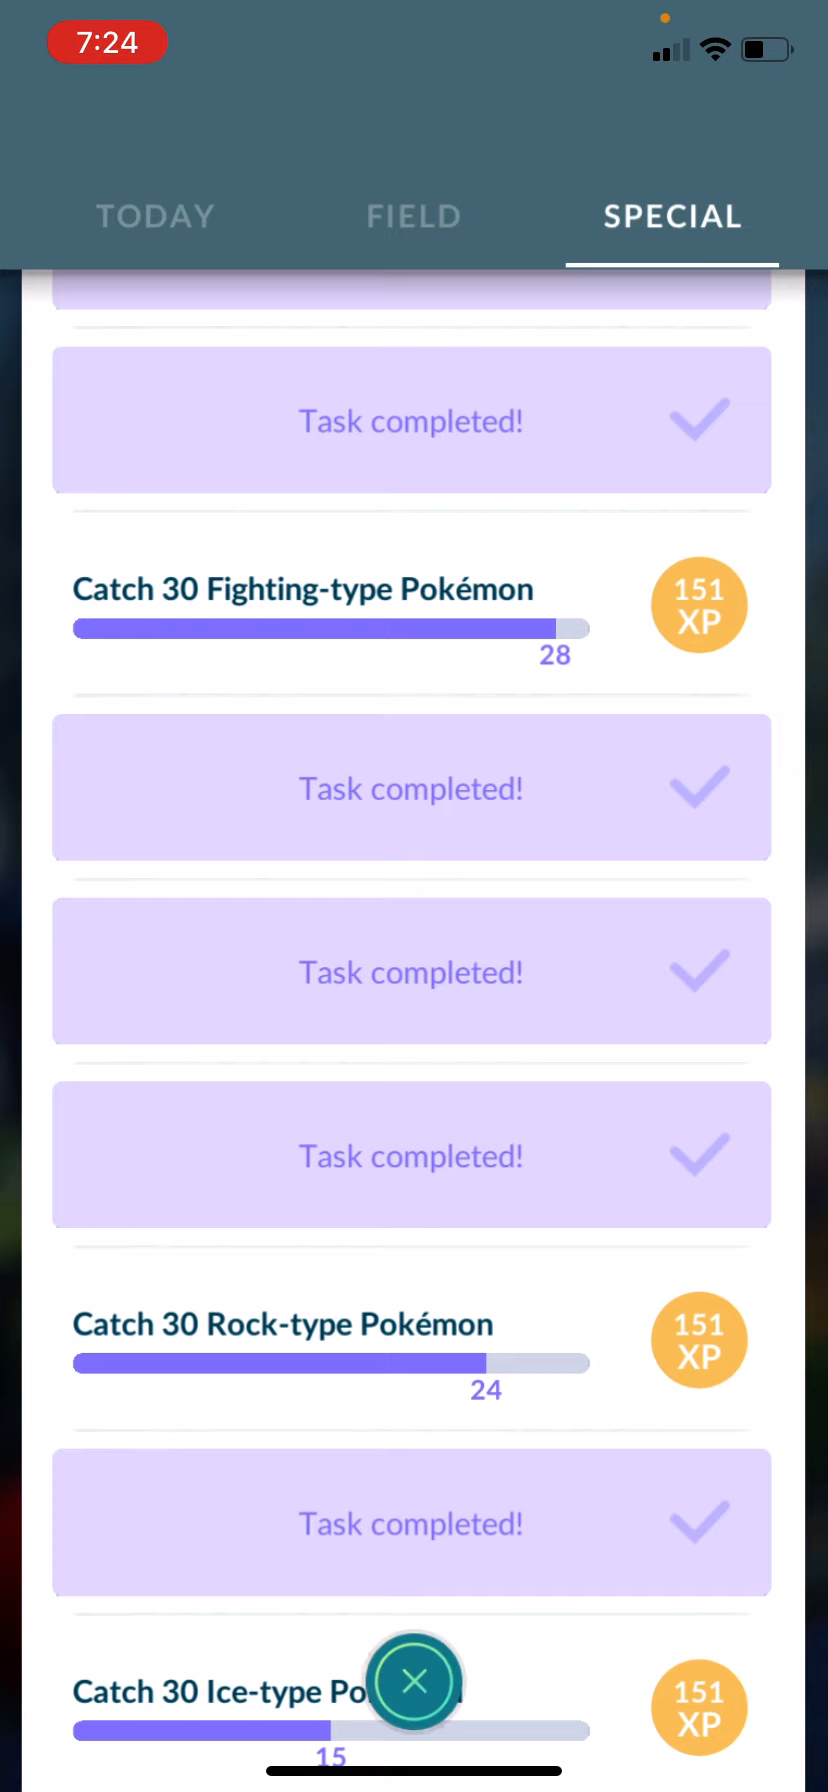 7:24
TODAY FIELD SPECIAL
Task completed!
Catch 30 Fighting-type Pokémon
151
XP
28
Task completed!
Task completed!
Task completed!
Catch 30 Rock-type Pokémon
151
XP
24
Task completed!
Catch 30 Ice-type
151
XP
15